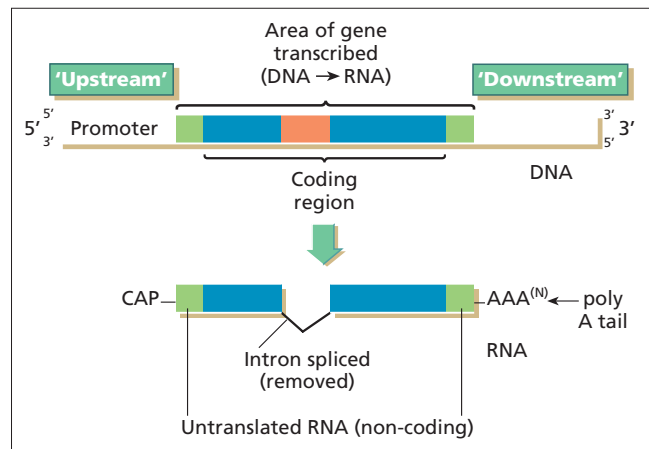 Area of gene
transcribed
(DNA → RNA)
'Upstream'
'Downstream'
5' 5' Promoter 3' 3'
3' 5'
DNA
Coding
region
CAP AAA(N) poly
A tail
RNA
Intron spliced
(removed)
Untranslated RNA (non-coding)